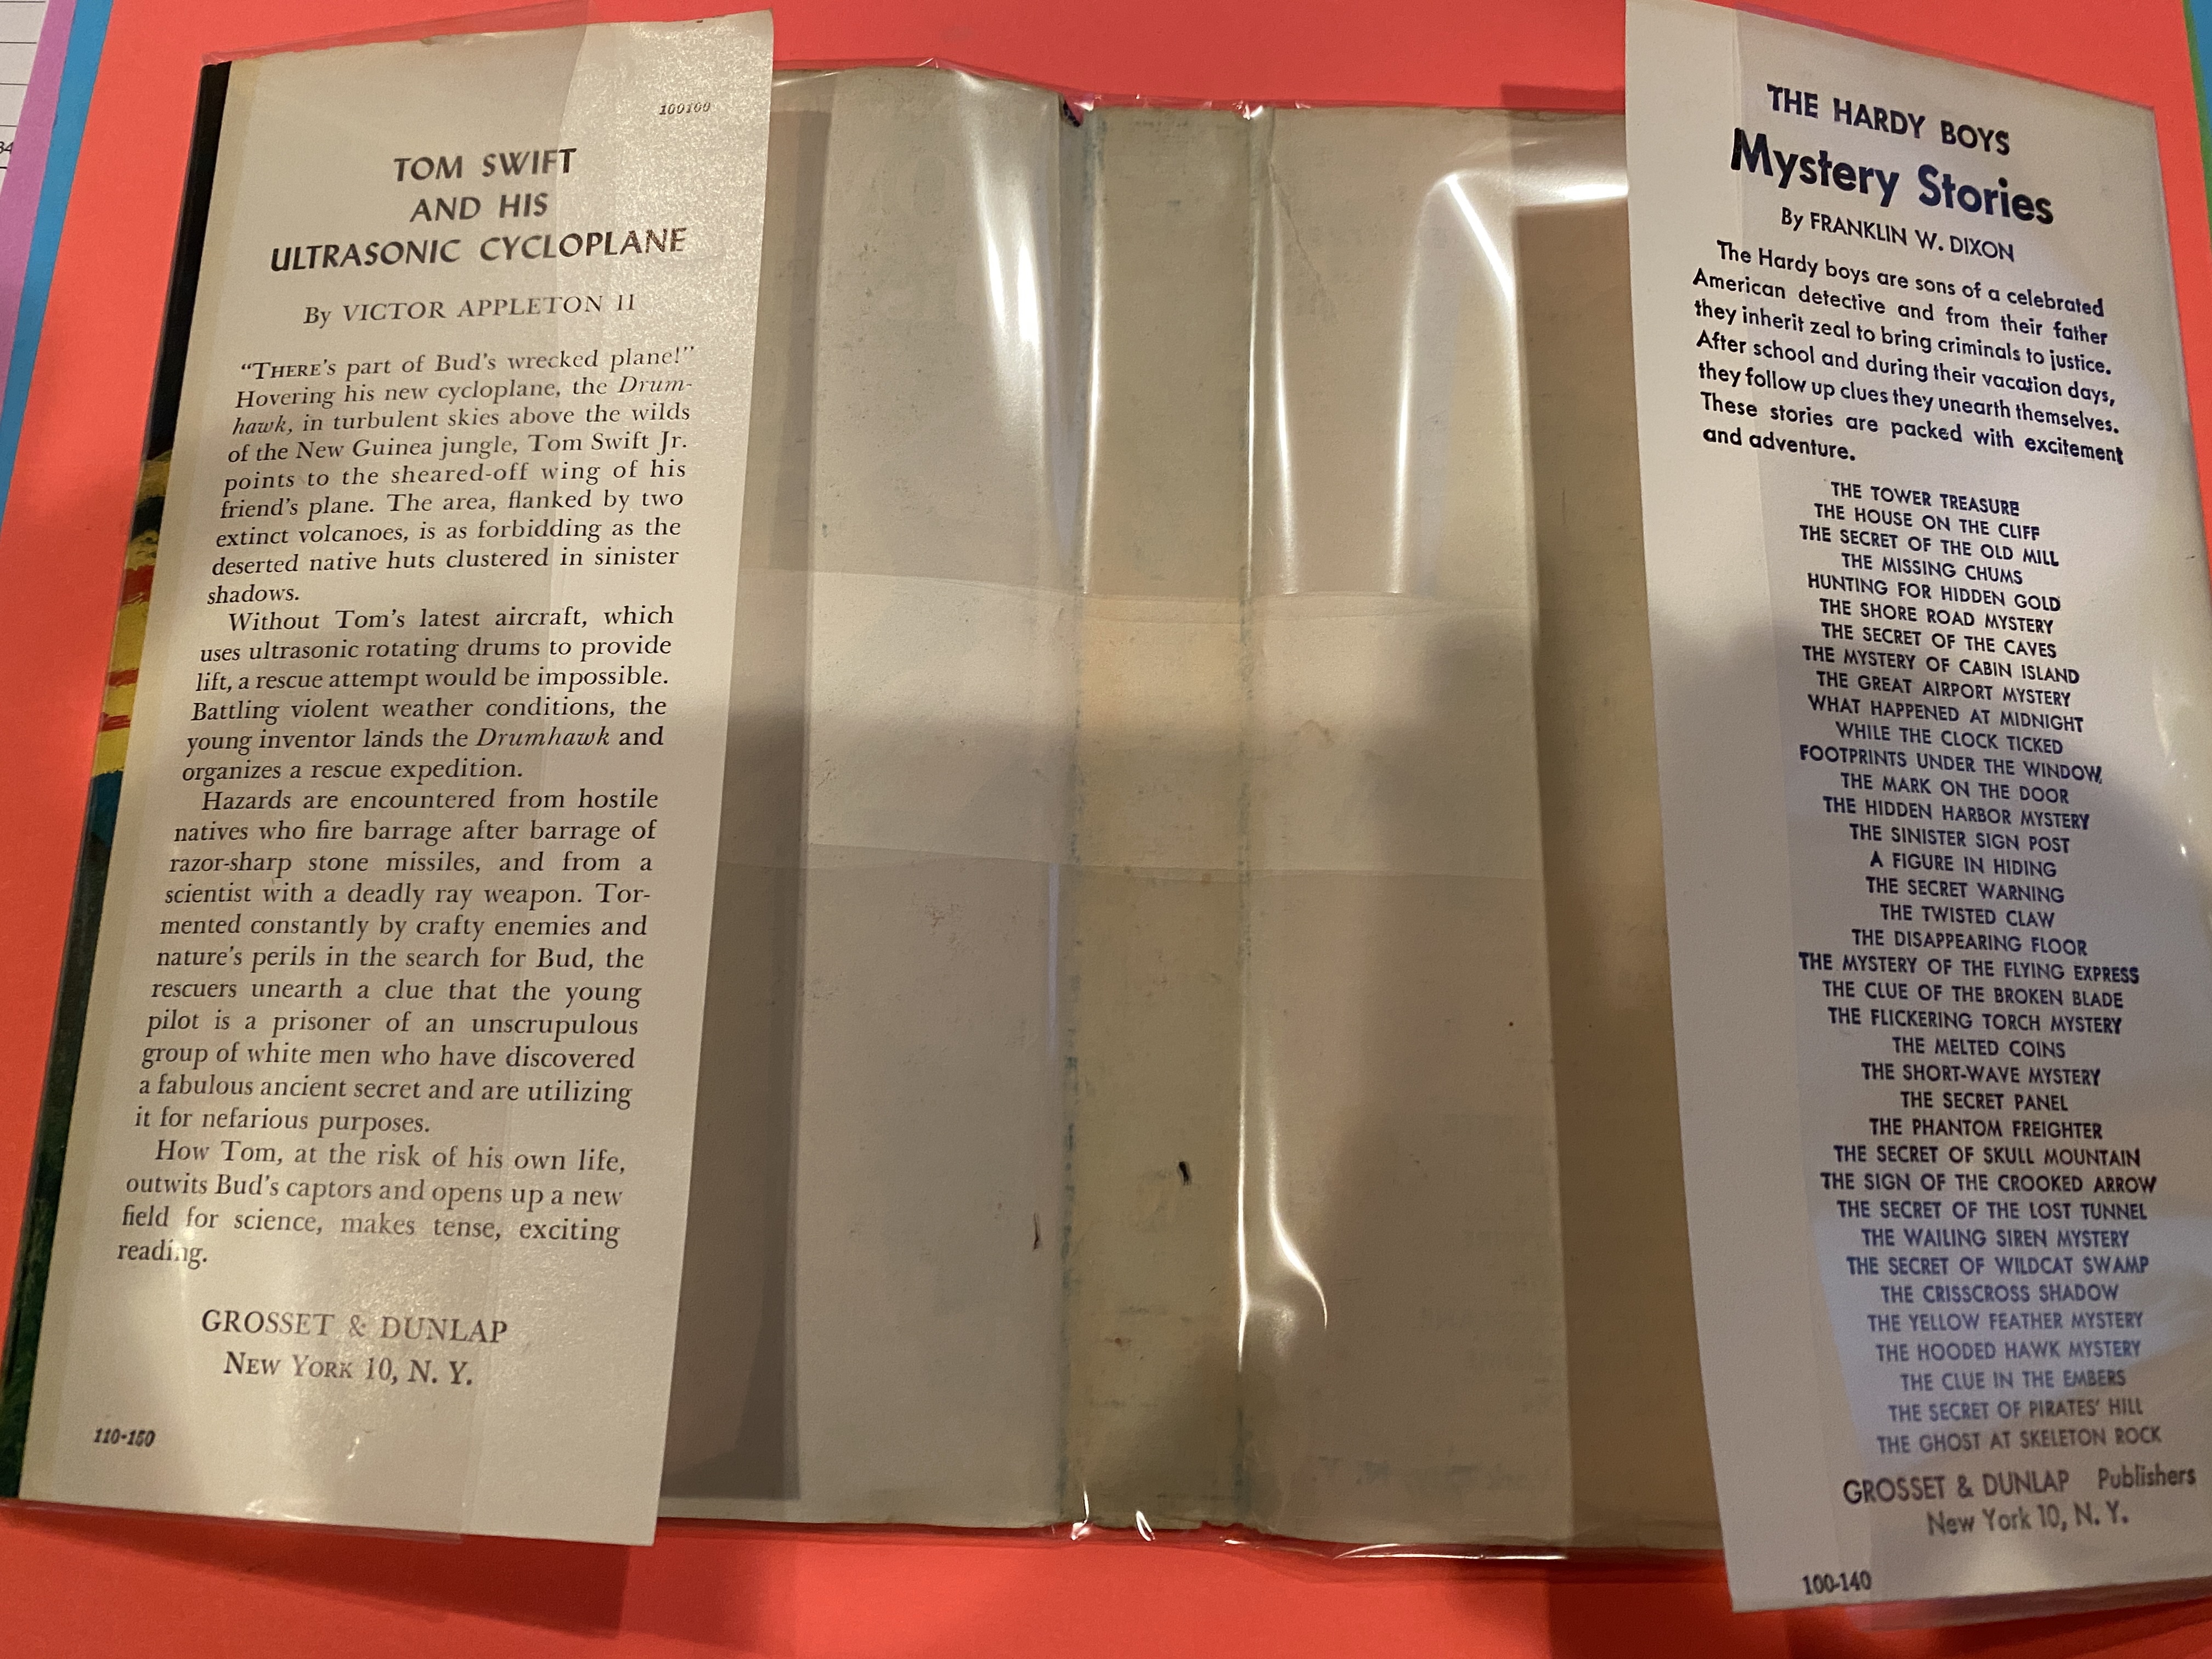 100100
TOM SWIFT
AND HIS
ULTRASONIC CYCLOPLANE
By VICTOR APPLETON II
“THERE’S part of Bud’s wrecked plane!”
Hovering his new cycloplane, the Drum-
hawk, in turbulent skies above the wilds
of the New Guinea jungle, Tom Swift Jr.
points to the sheared-off wing of his
friend’s plane. The area, flanked by two
extinct volcanoes, is as forbidding as the
deserted native huts clustered in sinister
shadows.
Without Tom’s latest aircraft, which
uses ultrasonic rotating drums to provide
lift, a rescue attempt would be impossible.
Battling violent weather conditions, the
young inventor lands the Drumhawk and
organizes a rescue expedition.
Hazards are encountered from hostile
natives who fire barrage after barrage of
razor-sharp stone missiles, and from a
scientist with a deadly ray weapon. Tor-
mented constantly by crafty enemies and
nature’s perils in the search for Bud, the
rescuers unearth a clue that the young
pilot is a prisoner of an unscrupulous
group of white men who have discovered
a fabulous ancient secret and are utilizing
it for nefarious purposes.
How Tom, at the risk of his own life,
outwits Bud’s captors and opens up a new
field for science, makes tense, exciting
reading.
GROSSET & DUNLAP
NEW YORK 10, N. Y.
110-150
THE HARDY BOYS
Mystery Stories
By FRANKLIN W. DIXON
The Hardy boys are sons of a celebrated
American detective and from their father
they inherit zeal to bring criminals to justice.
After school and during their vacation days,
they follow up clues they unearth themselves.
These stories are packed with excitement
and adventure.
THE TOWER TREASURE
THE HOUSE ON THE CLIFF
THE SECRET OF THE OLD MILL
THE MISSING CHUMS
HUNTING FOR HIDDEN GOLD
THE SHORE ROAD MYSTERY
THE SECRET OF THE CAVES
THE MYSTERY OF CABIN ISLAND
THE GREAT AIRPORT MYSTERY
WHAT HAPPENED AT MIDNIGHT
WHILE THE CLOCK TICKED
FOOTPRINTS UNDER THE WINDOW
THE MARK ON THE DOOR
THE HIDDEN HARBOR MYSTERY
THE SINISTER SIGN POST
A FIGURE IN HIDING
THE SECRET WARNING
THE TWISTED CLAW
THE DISAPPEARING FLOOR
THE MYSTERY OF THE FLYING EXPRESS
THE CLUE OF THE BROKEN BLADE
THE FLICKERING TORCH MYSTERY
THE MELTED COINS
THE SHORT-WAVE MYSTERY
THE SECRET PANEL
THE PHANTOM FREIGHTER
THE SECRET OF SKULL MOUNTAIN
THE SIGN OF THE CROOKED ARROW
THE SECRET OF THE LOST TUNNEL
THE WAILING SIREN MYSTERY
THE SECRET OF WILDCAT SWAMP
THE CRISSCROSS SHADOW
THE YELLOW FEATHER MYSTERY
THE HOODED HAWK MYSTERY
THE CLUE IN THE EMBERS
THE SECRET OF PIRATES’ HILL
THE GHOST AT SKELETON ROCK
GROSSET & DUNLAP Publishers
New York 10, N. Y.
100-140